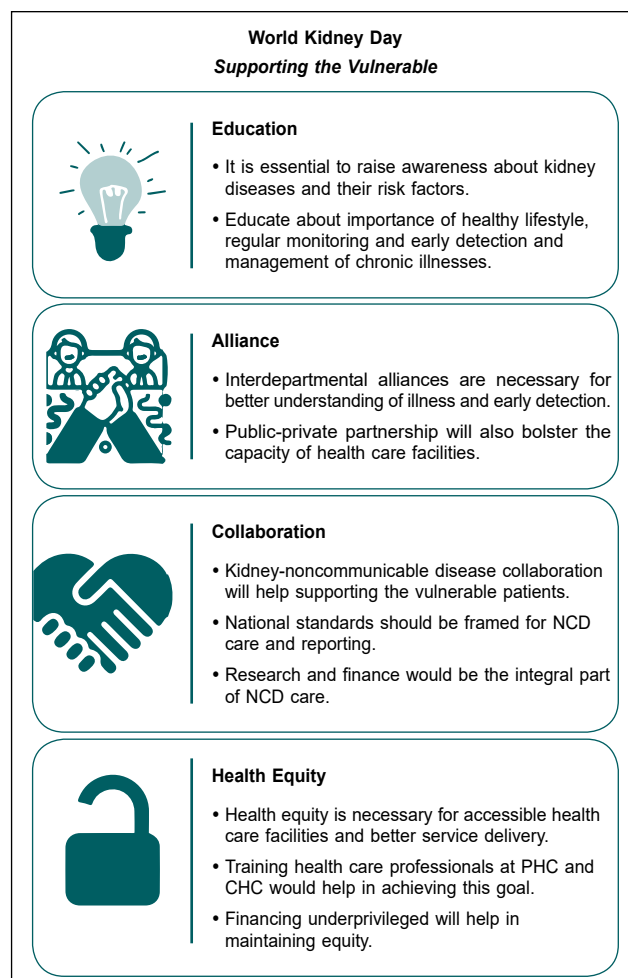 World Kidney Day
Supporting the Vulnerable
Education
• It is essential to raise awareness about kidney
diseases and their risk factors.
• Educate about importance of healthy lifestyle,
regular monitoring and early detection and
management of chronic illnesses.
Alliance
• Interdepartmental alliances are necessary for
better understanding of illness and early detection.
• Public-private partnership will also bolster the
capacity of health care facilities.
Collaboration
• Kidney-noncommunicable disease collaboration
will help supporting the vulnerable patients.
• National standards should be framed for NCD
care and reporting.
• Research and finance would be the integral part
of NCD care.
Health Equity
• Health equity is necessary for accessible health
care facilities and better service delivery.
• Training health care professionals at PHC and
CHC would help in achieving this goal.
• Financing underprivileged will help in
maintaining equity.